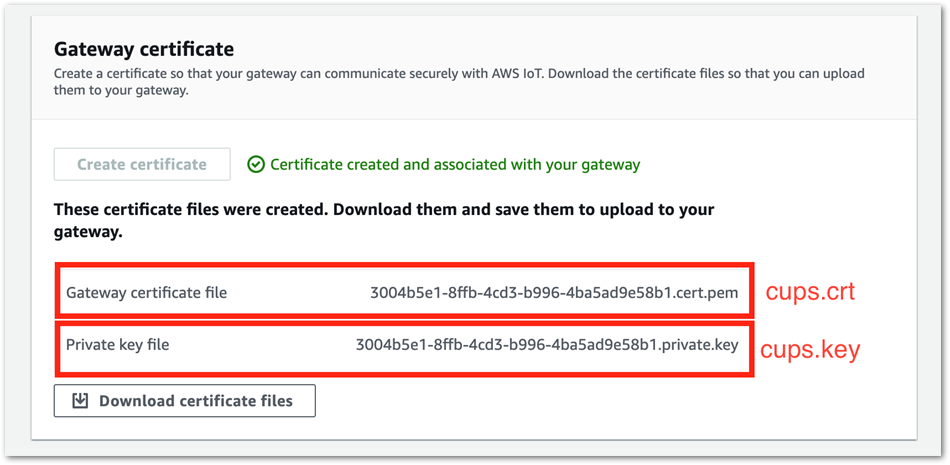 Gateway certificate
Create a certificate so that your gateway can communicate securely with AWS IoT. Download the certificate files so that you can upload
them to your gateway.
Create certificate
Certificate created and associated with your gateway
These certificate files were created. Download them and save them to upload to your
gateway.
Gateway certificate file 3004b5e1-8ffb-4cd3-b996-4ba5ad9e58b1.cert.pem cups.crt
Private key file 3004b5e1-8ffb-4cd3-b996-4ba5ad9e58b1.private.key cups.key
Download certificate files